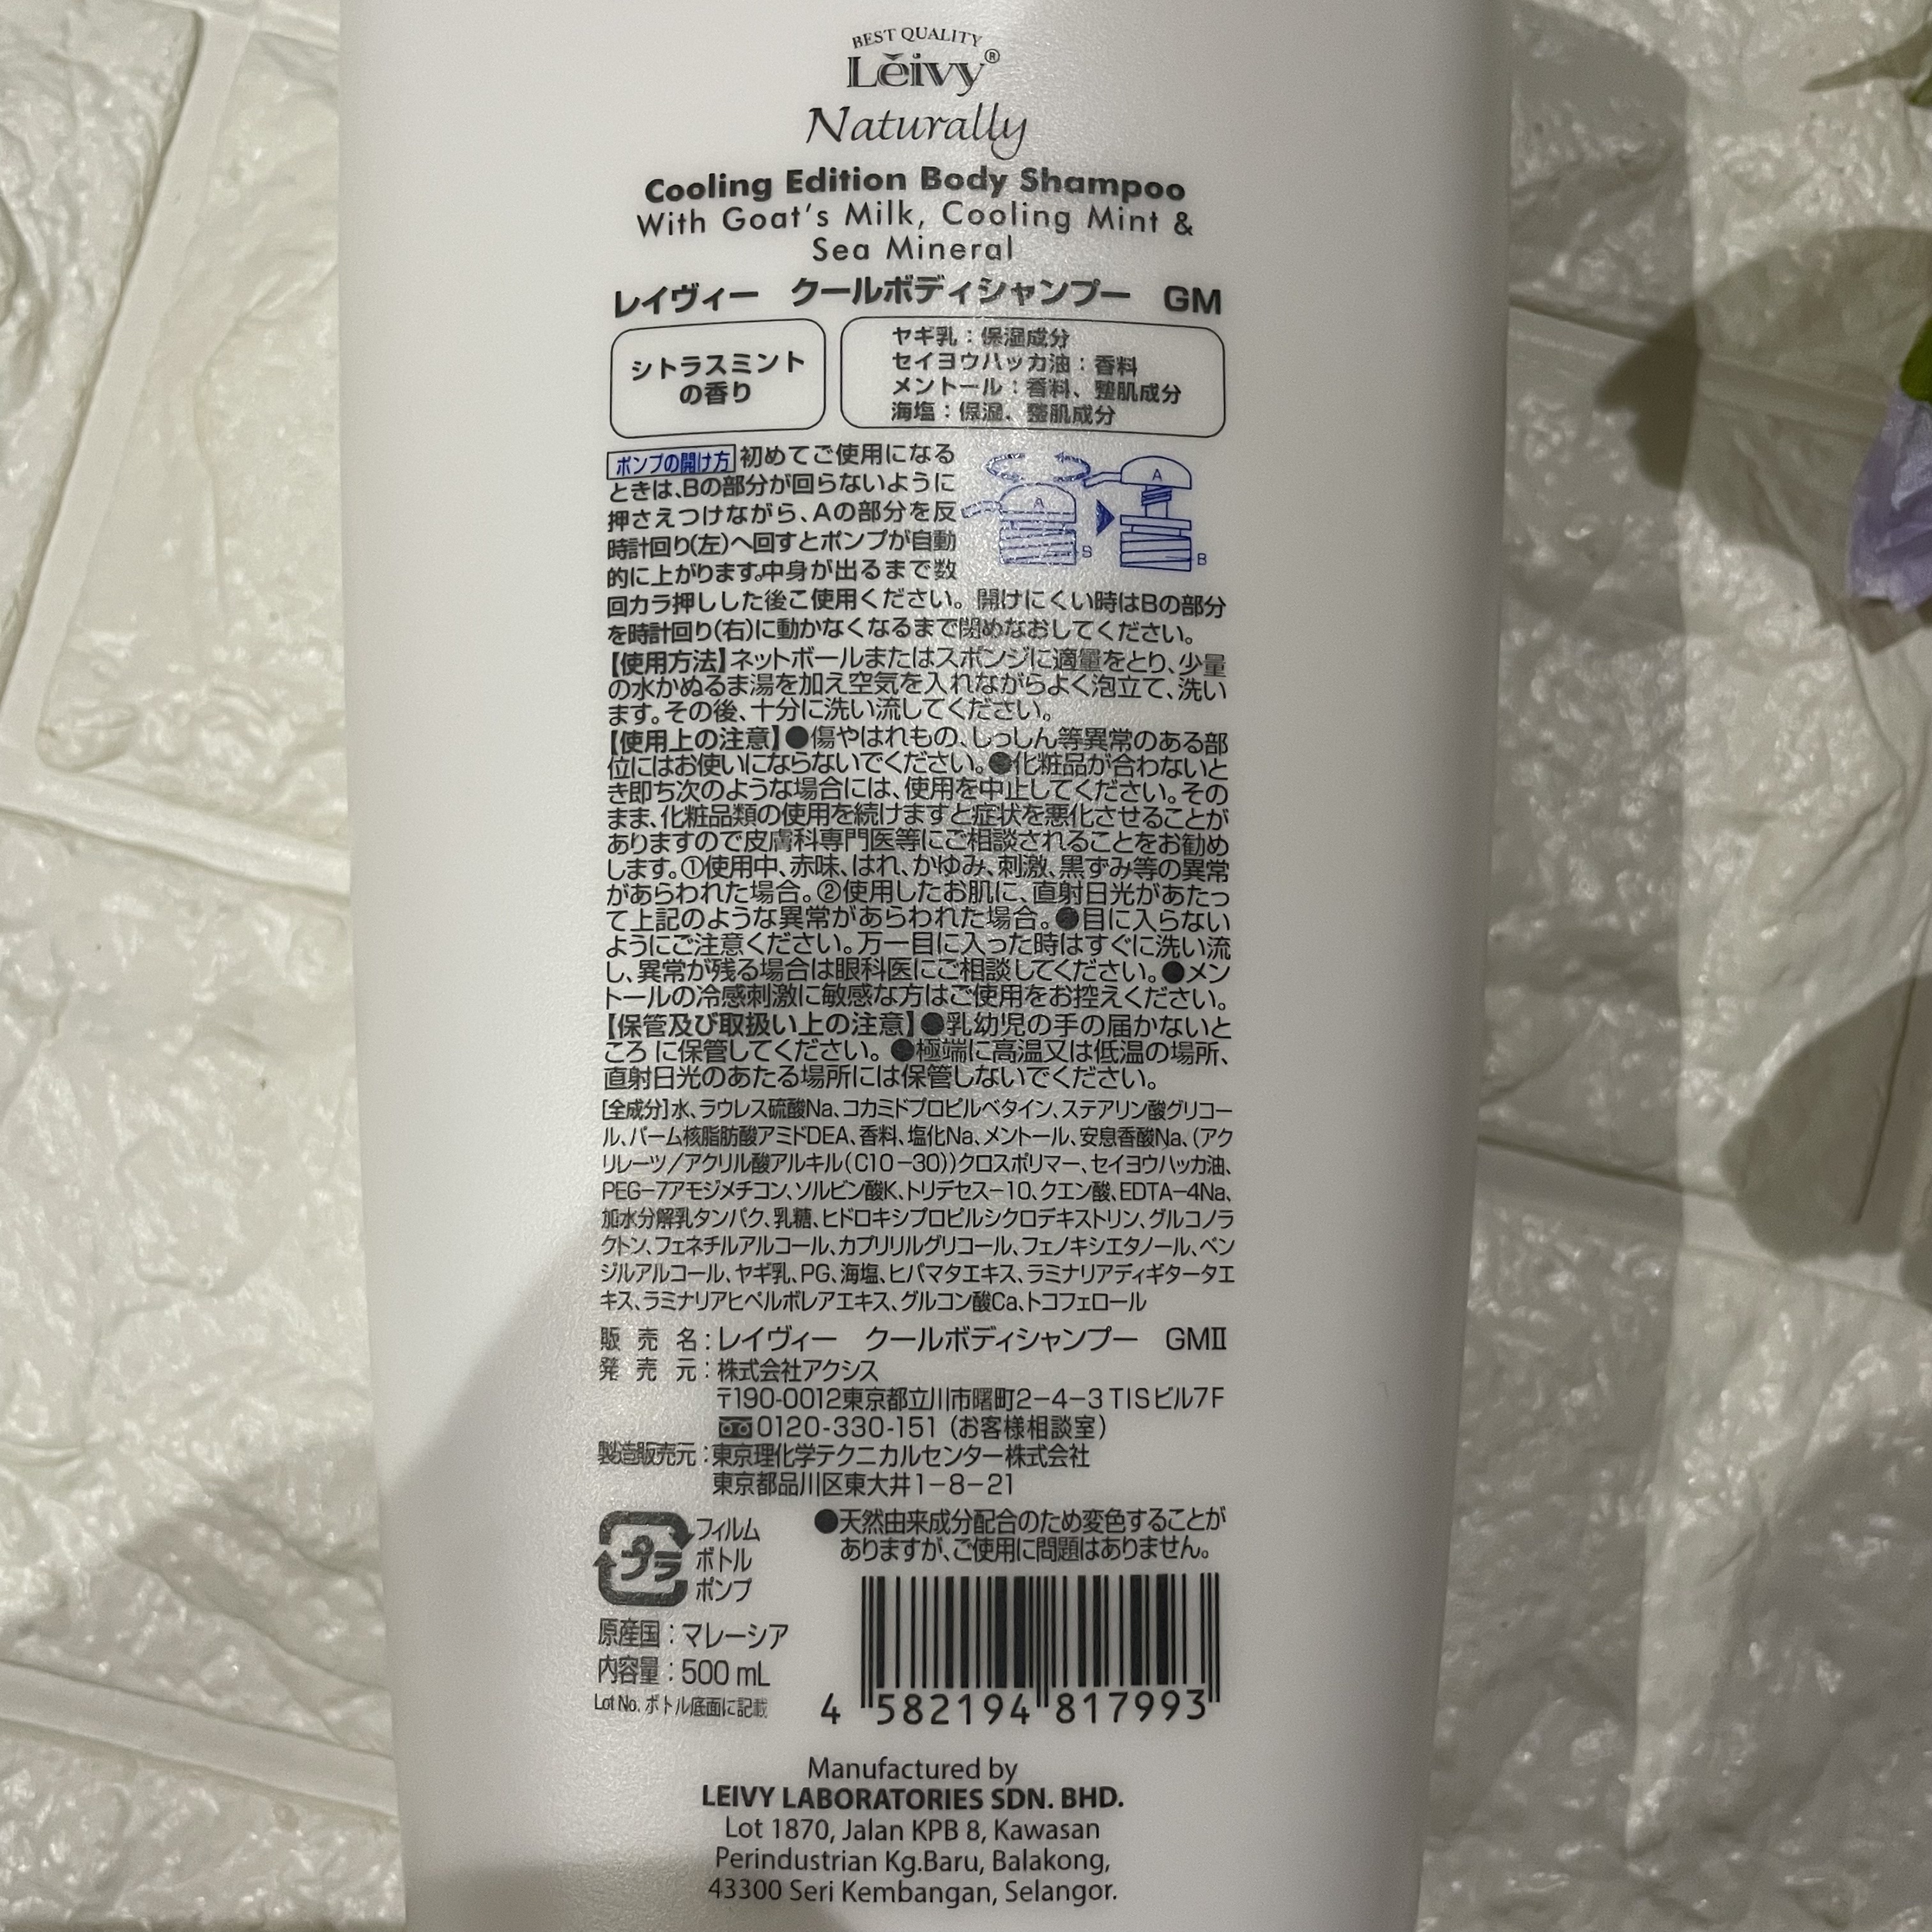 BEST QUALITY
Lěivy®
Naturally
Cooling Edition Body Shampoo
With Goat's Milk, Cooling Mint &
Sea Mineral
レイヴィー クールボディシャンプー GM
シトラスミント
の香り
ヤギ乳：保湿成分
セイヨウハッカ油：香料
メントール：香料、整肌成分
海塩：保湿、整肌成分
ポンプの開け方 初めてご使用になる
ときは、Bの部分が回らないように
押さえつけながら、Aの部分を反
時計回り(左)へ回すとポンプが自動
的に上がります。中身が出るまで数
回カラ押しした後ご使用ください。開けにくい時はBの部分
を時計回り(右)に動かなくなるまで閉めなおしてください。
A
B
A
B
【使用方法】ネットボールまたはスポンジに適量をとり、少量
の水かぬるま湯を加え空気を入れながらよく泡立て、洗い
ます。その後、十分に洗い流してください。
【使用上の注意】●傷やはれもの、しっしん等異常のある部
位にはお使いにならないでください。●化粧品が合わないと
き即ち次のような場合には、使用を中止してください。その
まま、化粧品類の使用を続けますと症状を悪化させることが
ありますので皮膚科専門医等にご相談されることをお勧め
します。①使用中、赤味、はれ、かゆみ、刺激、黒ずみ等の異常
があらわれた場合。②使用したお肌に、直射日光があたっ
て上記のような異常があらわれた場合。●目に入らない
ようにご注意ください。万一目に入った時はすぐに洗い流
し、異常が残る場合は眼科医にご相談してください。●メン
トールの冷感刺激に敏感な方はご使用をお控えください。
【保管及び取扱い上の注意】●乳幼児の手の届かないと
ころ に保管してください。●極端に高温又は低温の場所、
直射日光のあたる場所には保管しないでください。
[全成分]水、ラウレス硫酸Na、コカミドプロピルベタイン、ステアリン酸グリコー
ル、パーム核脂肪酸アミドDEA、香料、塩化Na、メントール、安息香酸Na、(アク
リレーツ／アクリル酸アルキル(C10－30))クロスポリマー、セイヨウハッカ油、
PEG－7アモジメチコン、ソルビン酸K、トリデセス－10、クエン酸、EDTA－4Na、
加水分解乳タンパク、乳糖、ヒドロキシプロピルシクロデキストリン、グルコノラ
クトン、フェネチルアルコール、カプリリルグリコール、フェノキシエタノール、ベン
ジルアルコール、ヤギ乳、PG、海塩、ヒバマタエキス、ラミナリアディギタータエ
キス、ラミナリアヒペルボレアエキス、グルコン酸Ca、トコフェロール
販売名：レイヴィー クールボディシャンプー GMⅡ
発売元：株式会社アクシス
〒190-0012東京都立川市曙町2－4－3 TISビル7F
0120-330-151 (お客様相談室)
製造販売元：東京理化学テクニカルセンター株式会社
東京都品川区東大井1－8－21
プラ
フィルム
ボトル
ポンプ
●天然由来成分配合のため変色することが
ありますが、ご使用に問題はありません。
原産国：マレーシア
内容量：500 mL
Lot No. ボトル底面に記載
4 582194 817993
Manufactured by
LEIVY LABORATORIES SDN. BHD.
Lot 1870, Jalan KPB 8, Kawasan
Perindustrian Kg.Baru, Balakong,
43300 Seri Kembangan, Selangor.